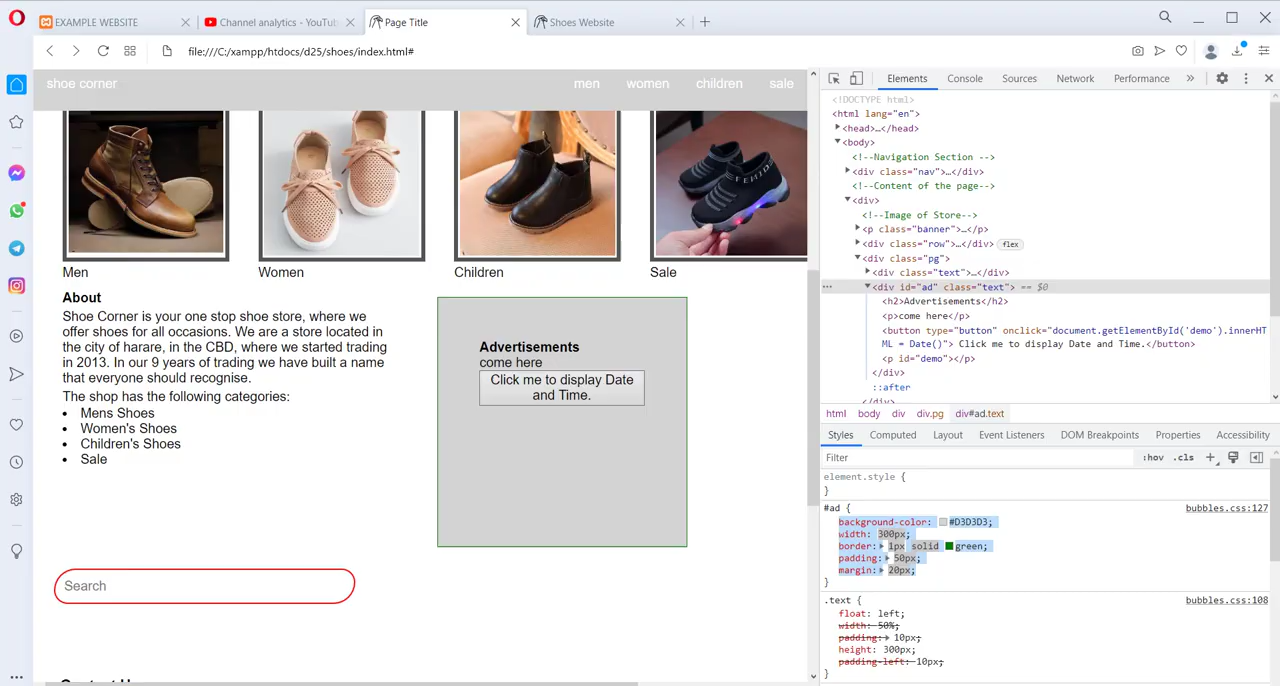 EXAMPLE WEBSITE
Channel analytics - YouTub
Page Title
Shoes Website
file:///C:/xampp/htdocs/d25/shoes/index.html#
shoe corner
men
women
children
sale
FEHID
Men
Women
Children
Sale
About
Shoe Corner is your one stop shoe store, where we
offer shoes for all occasions. We are a store located in
the city of harare, in the CBD, where we started trading
in 2013. In our 9 years of trading we have built a name
that everyone should recognise.
The shop has the following categories:
• Mens Shoes
• Women's Shoes
• Children's Shoes
• Sale
Advertisements
come here
Click me to display Date
and Time.
Search
Elements
Console
Sources
Network
Performance
»
<!DOCTYPE html>
<html lang="en">
<head>…</head>
<body>
<!--Navigation Section -->
<div class="nav">…</div>
<!--Content of the page-->
<div>
<!--Image of Store-->
<p class="banner">…</p>
<div class="row">…</div> flex
<div class="pg">
<div class="text">…</div>
<div id="ad" class="text"> == $0
<h2>Advertisements</h2>
<p>come here</p>
<button type="button" onclick="document.getElementById('demo').innerHT
ML = Date()"> Click me to display Date and Time.</button>
<p id="demo"></p>
</div>
::after
</div>
html body div div.pg div#ad.text
Styles
Computed
Layout
Event Listeners
DOM Breakpoints
Properties
Accessibility
Filter
:hov .cls +
element.style {
}
#ad {
bubbles.css:127
background-color: #D3D3D3;
width: 300px;
border: 1px solid green;
padding: 50px;
margin: 20px;
}
.text {
bubbles.css:108
float: left;
width: 50%;
padding: 10px;
height: 300px;
padding-left: 10px;
}